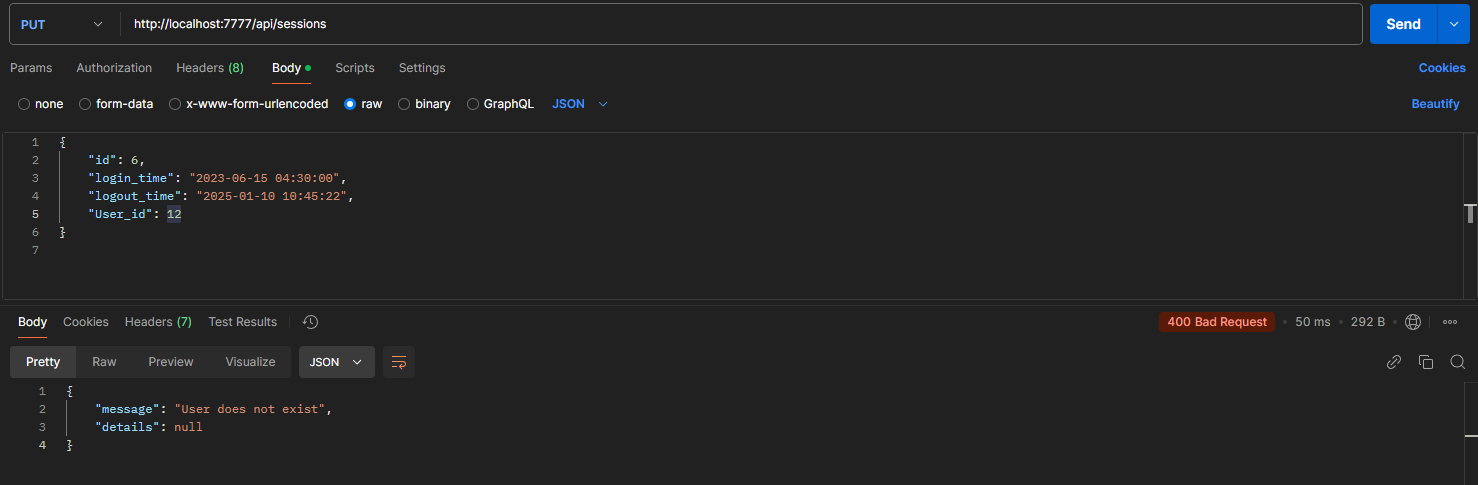 PUT http://localhost:7777/api/sessions Send
Params Authorization Headers (8) Body Scripts Settings Cookies
none form-data x-www-form-urlencoded raw binary GraphQL JSON Beautify
1 {
2 "id": 6,
3 "login_time": "2023-06-15 04:30:00",
4 "logout_time": "2025-01-10 10:45:22",
5 "User_id": 12
6 }
7
Body Cookies Headers (7) Test Results 400 Bad Request 50 ms 292 B
Pretty Raw Preview Visualize JSON
1 {
2 "message": "User does not exist",
3 "details": null
4 }